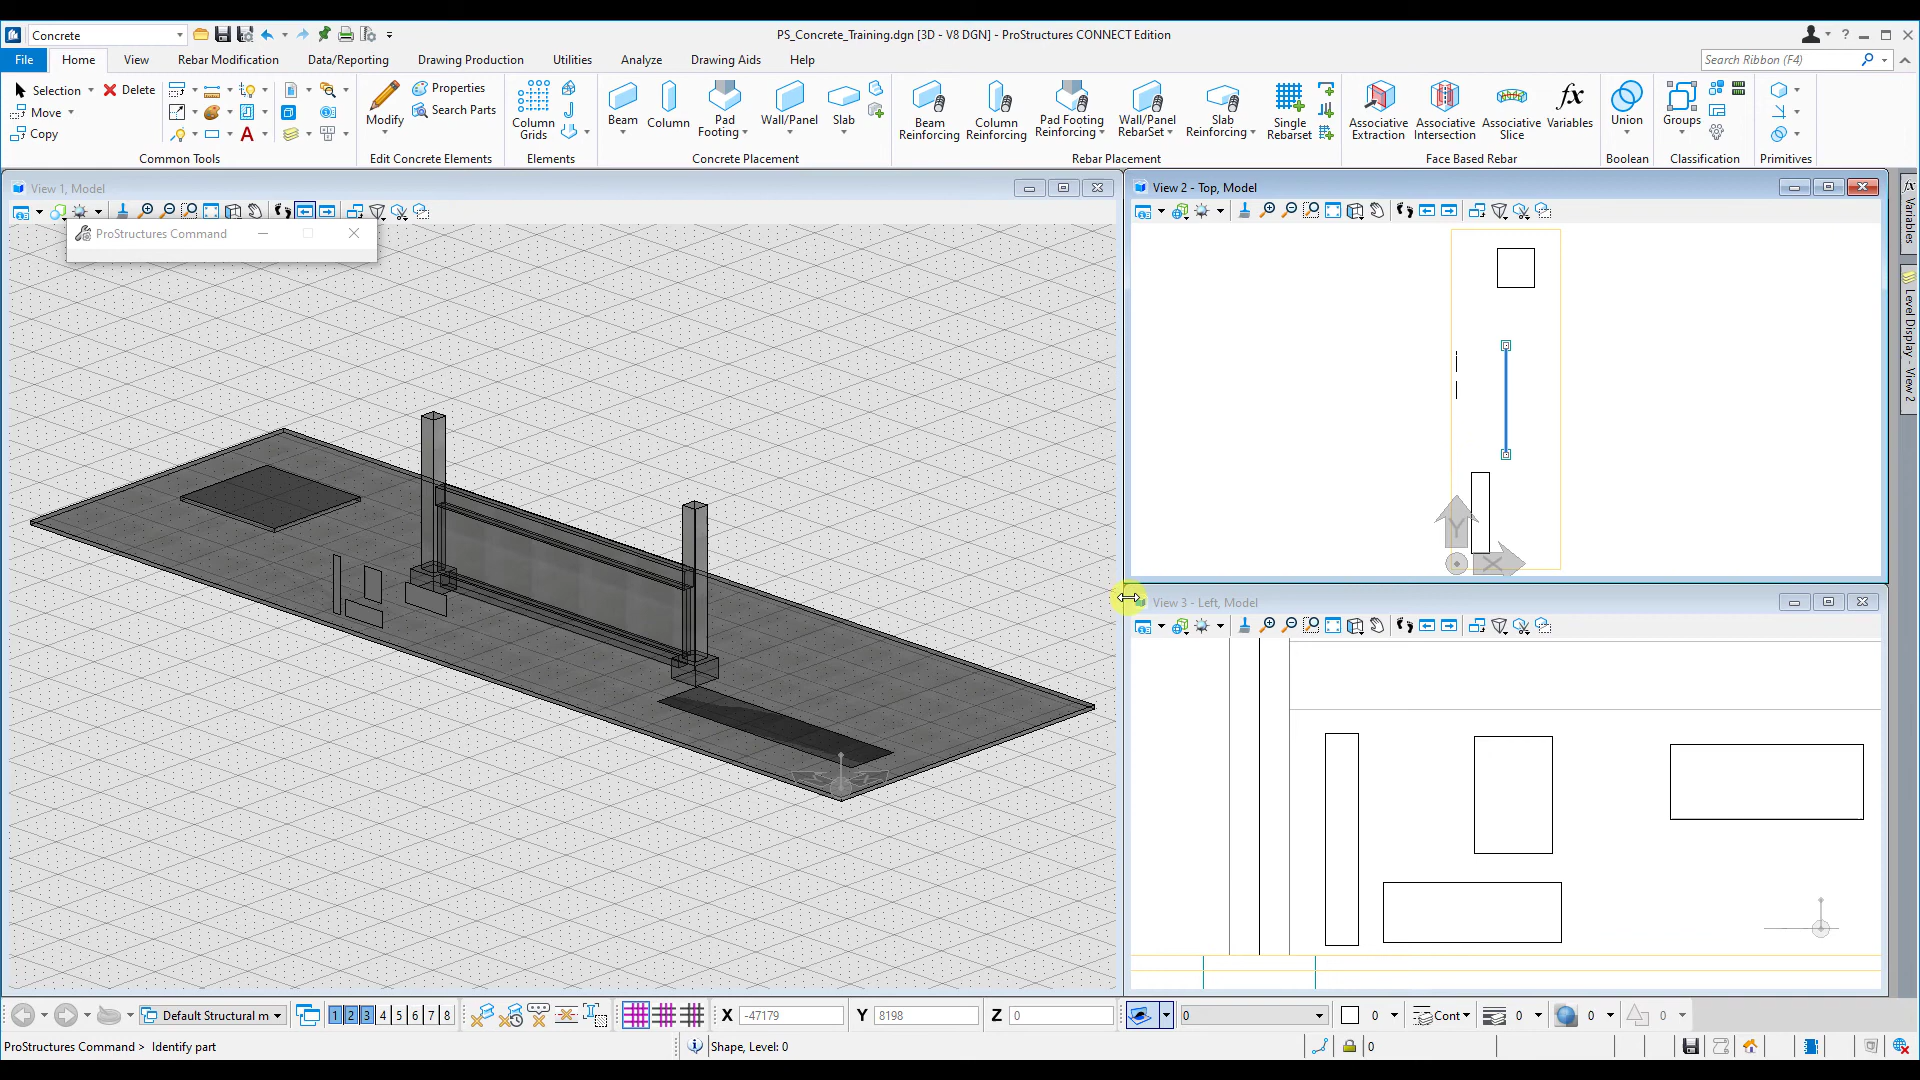 Concrete
PS_Concrete_Training.dgn [3D - V8 DGN] - ProStructures CONNECT Edition
File Home View Rebar Modification Data/Reporting Drawing Production Utilities Analyze Drawing Aids Help
Search Ribbon (F4)
Selection Delete
Move
Copy
Common Tools
Modify
Properties
Search Parts
Edit Concrete Elements
Column Grids
Elements
Beam
Column
Pad Footing
Wall/Panel
Slab
Concrete Placement
Beam Reinforcing
Column Reinforcing
Pad Footing Reinforcing
Wall/Panel RebarSet
Slab Reinforcing
Single Rebarset
Rebar Placement
Associative Extraction
Associative Intersection
Associative Slice
Variables
Face Based Rebar
Union
Boolean
Groups
Classification
Primitives
View 1, Model
ProStructures Command
View 2 - Top, Model
Y
X
View 3 - Left, Model
fx Variables
Level Display - View 2
Default Structural m
1 2 3 4 5 6 7 8
X -47179
Y 8198
Z 0
0
0
Cont
0
0
0
ProStructures Command > Identify part
Shape, Level: 0
0